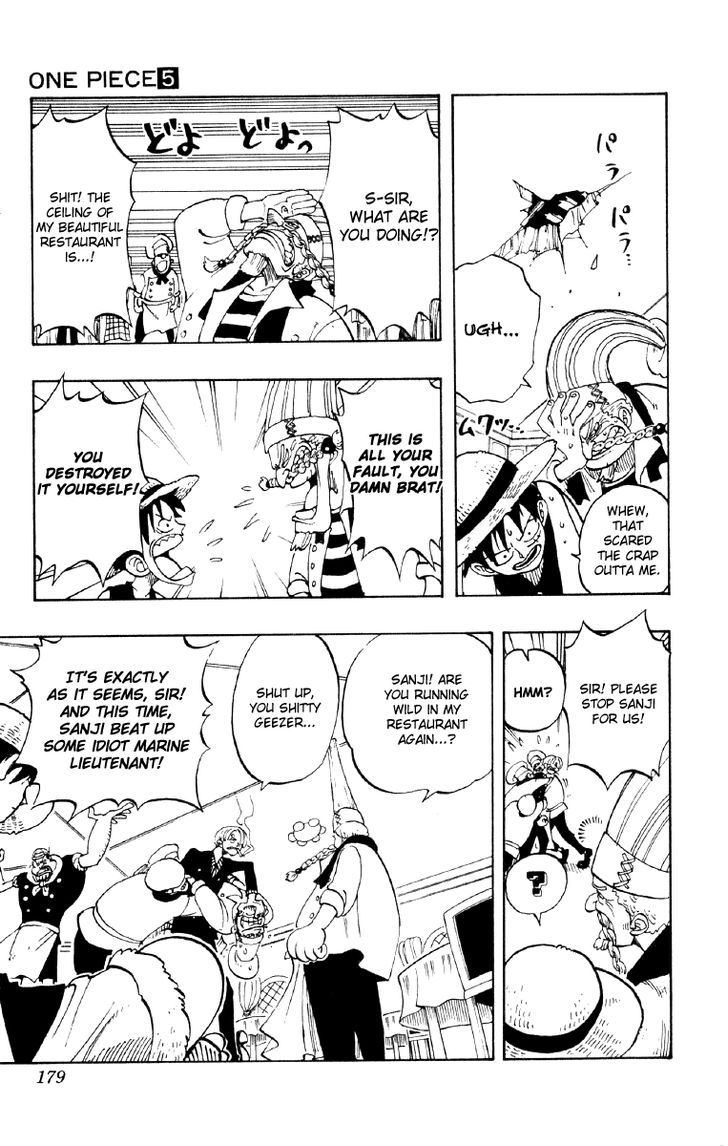 ONE PIECE 5
パラ
パラ…
UGH...
ムクッ…
WHEW,
THAT
SCARED
THE CRAP
OUTTA ME.
どよ どよっ
S-SIR,
WHAT ARE
YOU DOING!?
SHIT! THE
CEILING OF
MY BEAUTIFUL
RESTAURANT
IS...!
THIS IS
ALL YOUR
FAULT, YOU
DAMN BRAT!
YOU
DESTROYED
IT YOURSELF!
SIR! PLEASE
STOP SANJI
FOR US!
HMM?
?
SANJI! ARE
YOU RUNNING
WILD IN MY
RESTAURANT
AGAIN...?
SHUT UP,
YOU SHITTY
GEEZER...
IT'S EXACTLY
AS IT SEEMS, SIR!
AND THIS TIME,
SANJI BEAT UP
SOME IDIOT MARINE
LIEUTENANT!
179